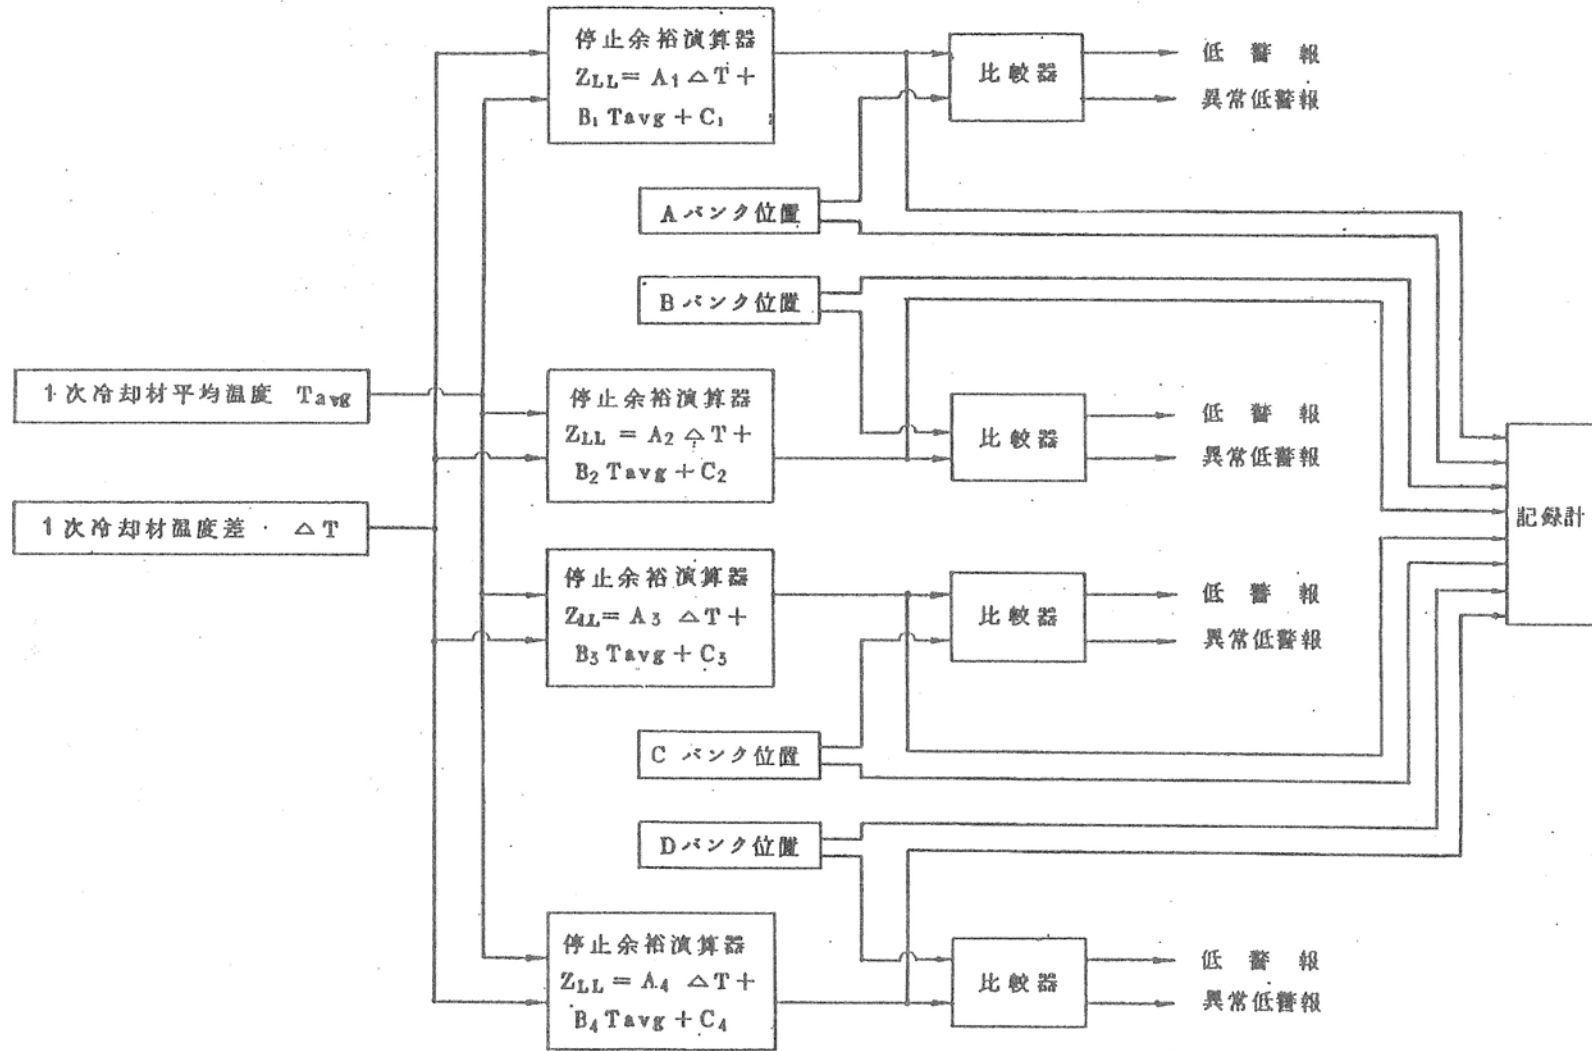 停止余裕演算器
Z_LL = A₁ △T +
B₁ Tavg + C₁
比較器
低警報
異常低警報
Aバンク位置
Bバンク位置
1次冷却材平均温度 Tavg
停止余裕演算器
Z_LL = A₂ △T +
B₂ Tavg + C₂
比較器
低警報
異常低警報
1次冷却材温度差 △T
記録計
停止余裕演算器
Z_LL = A₃ △T +
B₃ Tavg + C₃
比較器
低警報
異常低警報
Cバンク位置
Dバンク位置
停止余裕演算器
Z_LL = A₄ △T +
B₄ Tavg + C₄
比較器
低警報
異常低警報